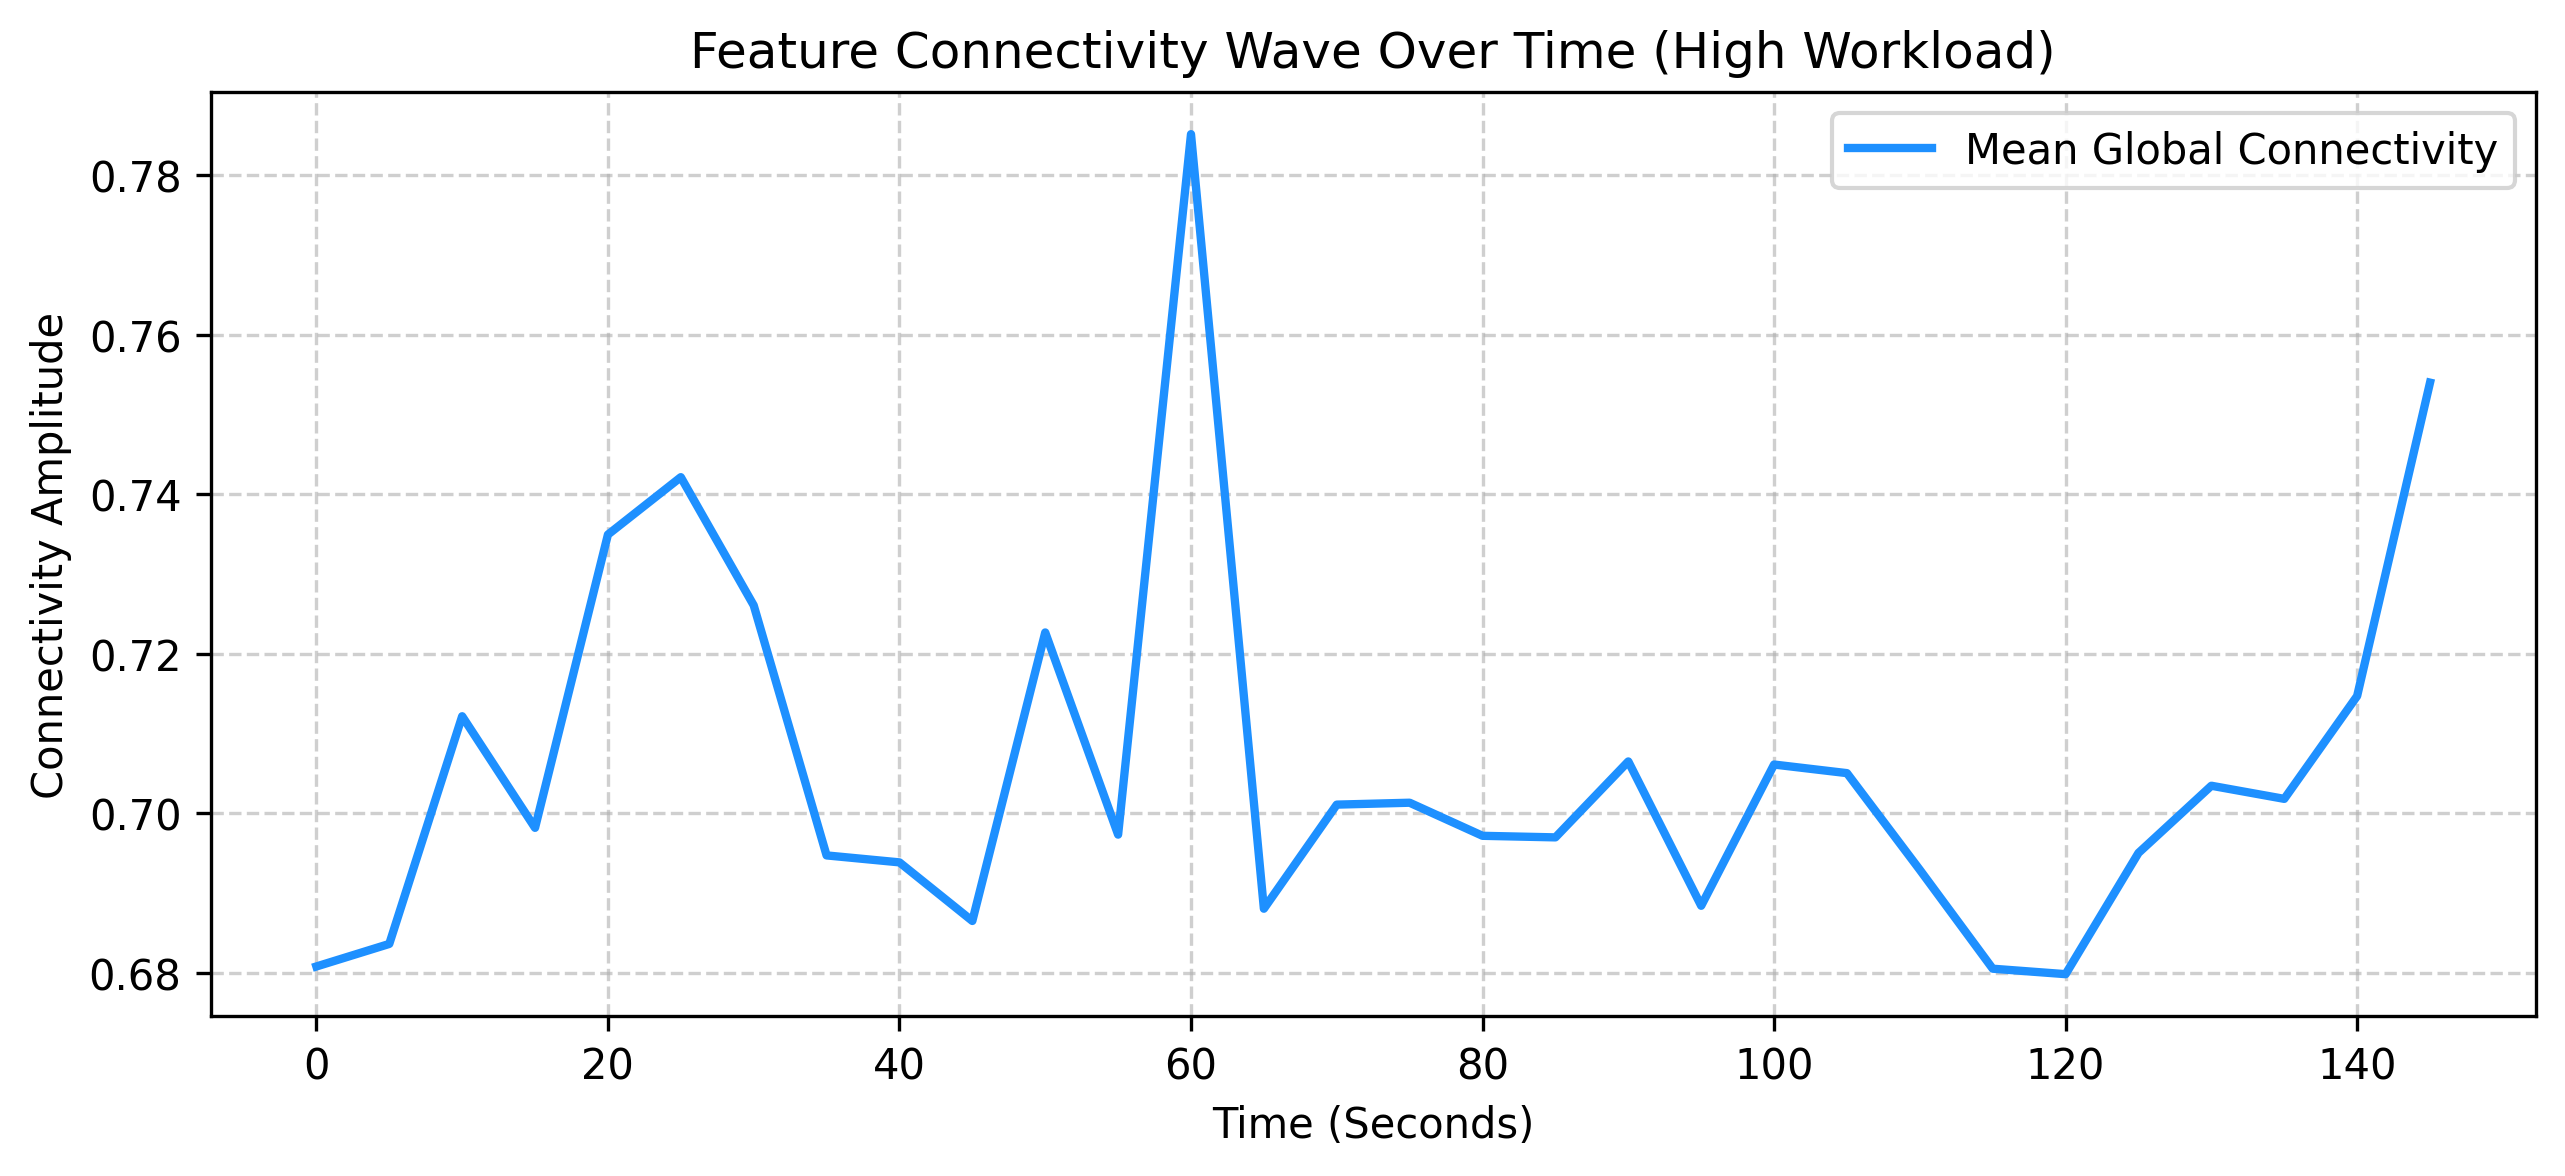 Feature Connectivity Wave Over Time (High Workload)
Mean Global Connectivity
Connectivity Amplitude
0.78
0.76
0.74
0.72
0.70
0.68
0 20 40 60 80 100 120 140
Time (Seconds)